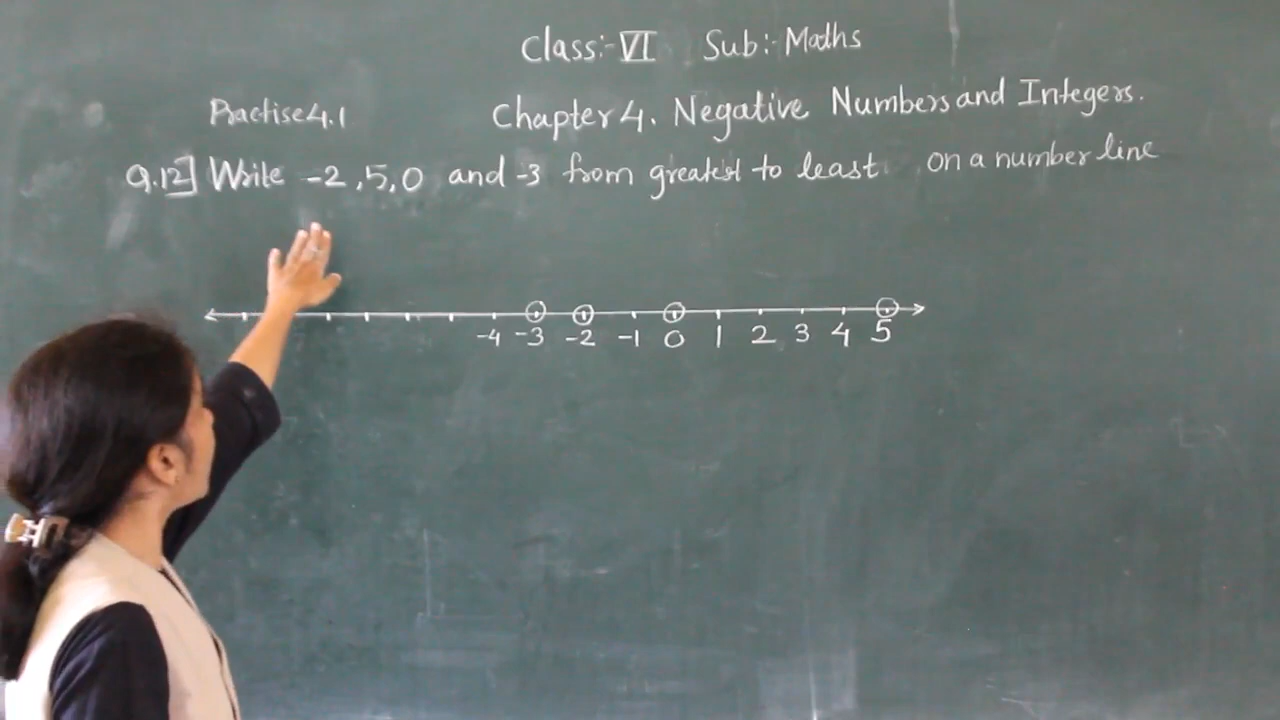 Class:- VI Sub:- Maths
Practise 4.1 Chapter 4. Negative Numbers and Integers.
Q.12] Write -2, 5, 0 and -3 from greatest to least on a number line
-4 -3 -2 -1 0 1 2 3 4 5